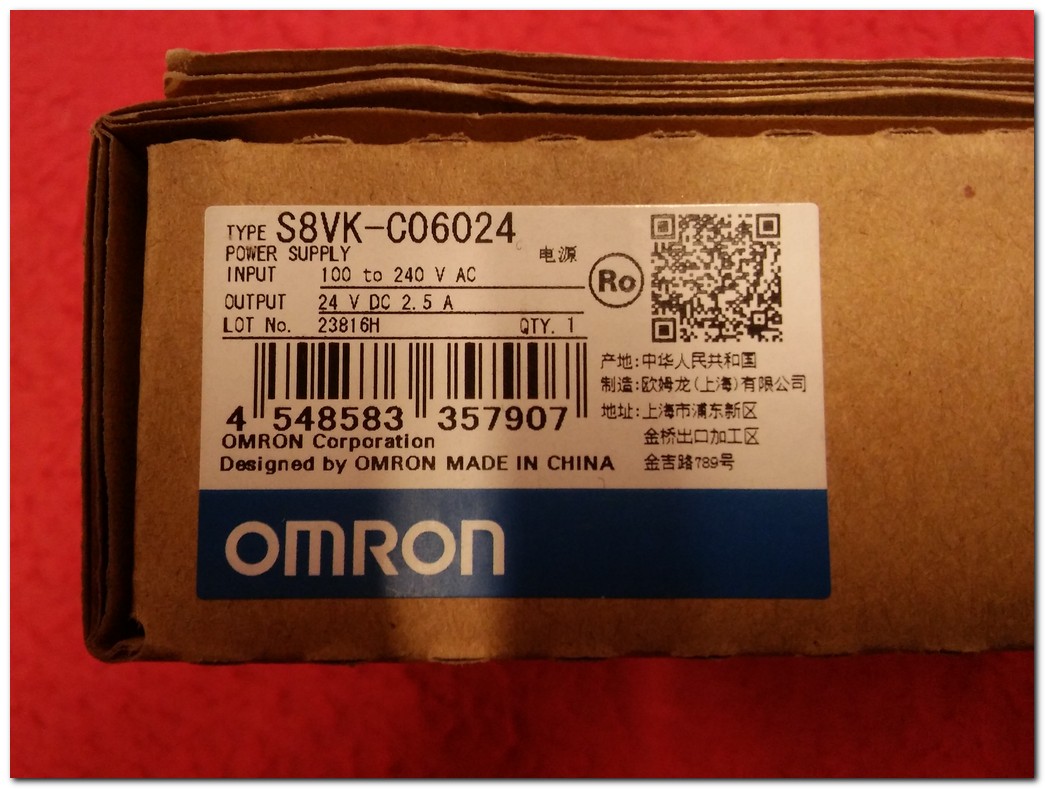 TYPE S8VK-C06024
POWER SUPPLY 电源
INPUT 100 to 240 V AC
OUTPUT 24 V DC 2.5 A
LOT No. 23816H QTY. 1
Ro
4 548583 357907
OMRON Corporation
Designed by OMRON MADE IN CHINA
产地:中华人民共和国
制造:欧姆龙(上海)有限公司
地址:上海市浦东新区
金桥出口加工区
金吉路789号
OMRON